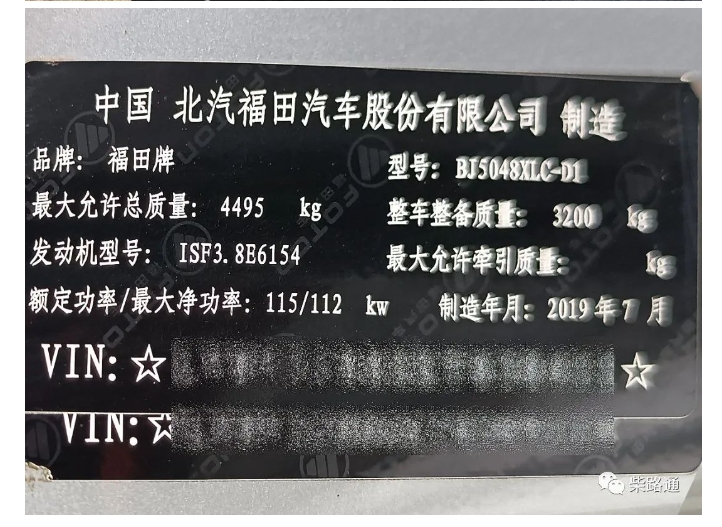 中国 北汽福田汽车股份有限公司 制造
品牌: 福田牌 型号: BJ5048XLC-D1
最大允许总质量: 4495 kg 整车整备质量: 3200 kg
发动机型号: ISF3.8E6154 最大允许牵引质量: kg
额定功率/最大净功率: 115/112 kw 制造年月: 2019年7月
VIN:☆ ☆
VIN:☆
柴路通